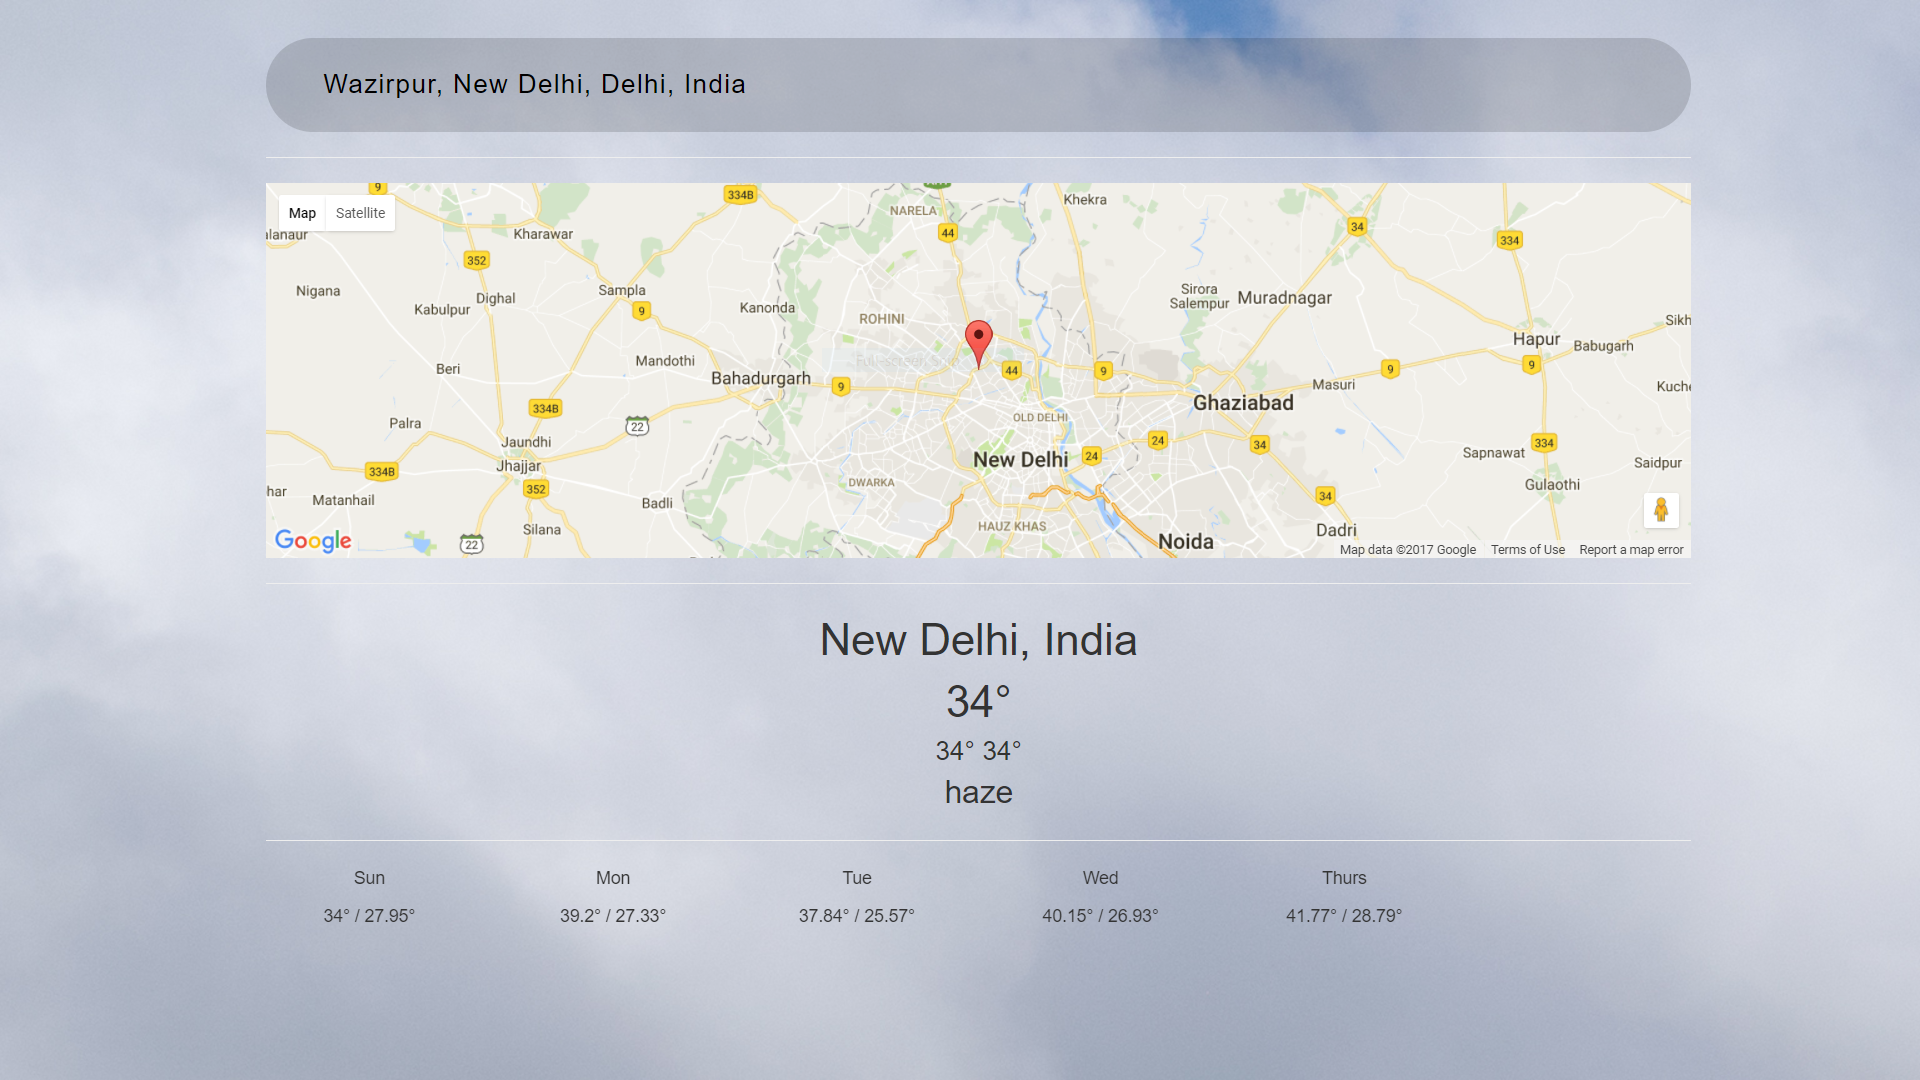 Wazirpur, New Delhi, Delhi, India
Map Satellite
9
334B
NARELA
Khekra
34
334
44
lanaur
Kharawar
352
Nigana
Kabulpur
Dighal
Sampla
9
Kanonda
ROHINI
Sirora
Salempur
Muradnagar
Sikh
Hapur
Babugarh
Beri
Mandothi
Bahadurgarh
9
44
9
9
9
Masuri
Kuche
Ghaziabad
334B
Palra
22
OLD DELHI
Jaundhi
Jhajjar
334B
352
New Delhi
24
24
34
334
Sapnawat
Saidpur
har
Matanhail
Badli
DWARKA
Gulaothi
34
Silana
22
HAUZ KHAS
Noida
Dadri
Google
Map data ©2017 Google Terms of Use Report a map error
New Delhi, India
34°
34° 34°
haze
Sun Mon Tue Wed Thurs
34° / 27.95° 39.2° / 27.33° 37.84° / 25.57° 40.15° / 26.93° 41.77° / 28.79°